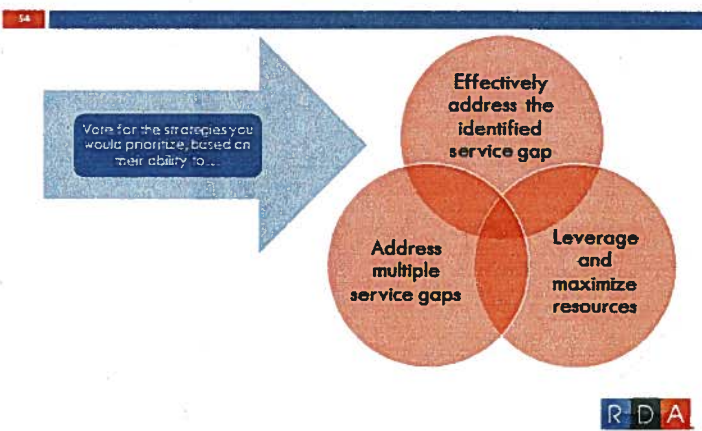 54
Vote for the strategies you
would prioritize, based on
their ability to...
Effectively
address the
identified
service gap
Address
multiple
service gaps
Leverage
and
maximize
resources
RDA